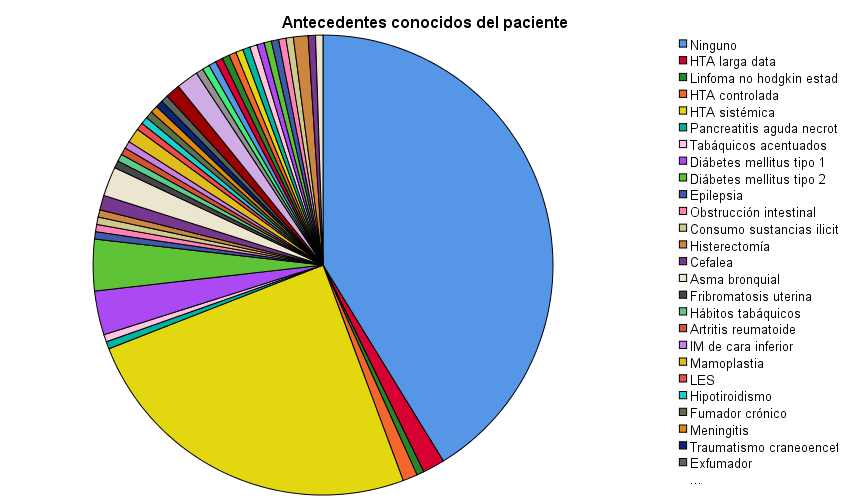 Antecedentes conocidos del paciente
Ninguno
HTA larga data
Linfoma no hodgkin estad
HTA controlada
HTA sistémica
Pancreatitis aguda necrot
Tabáquicos acentuados
Diábetes mellitus tipo 1
Diábetes mellitus tipo 2
Epilepsia
Obstrucción intestinal
Consumo sustancias ilicit
Histerectomía
Cefalea
Asma bronquial
Fribromatosis uterina
Hábitos tabáquicos
Artritis reumatoide
IM de cara inferior
Mamoplastia
LES
Hipotiroidismo
Fumador crónico
Meningitis
Traumatismo craneoencef
Exfumador
...